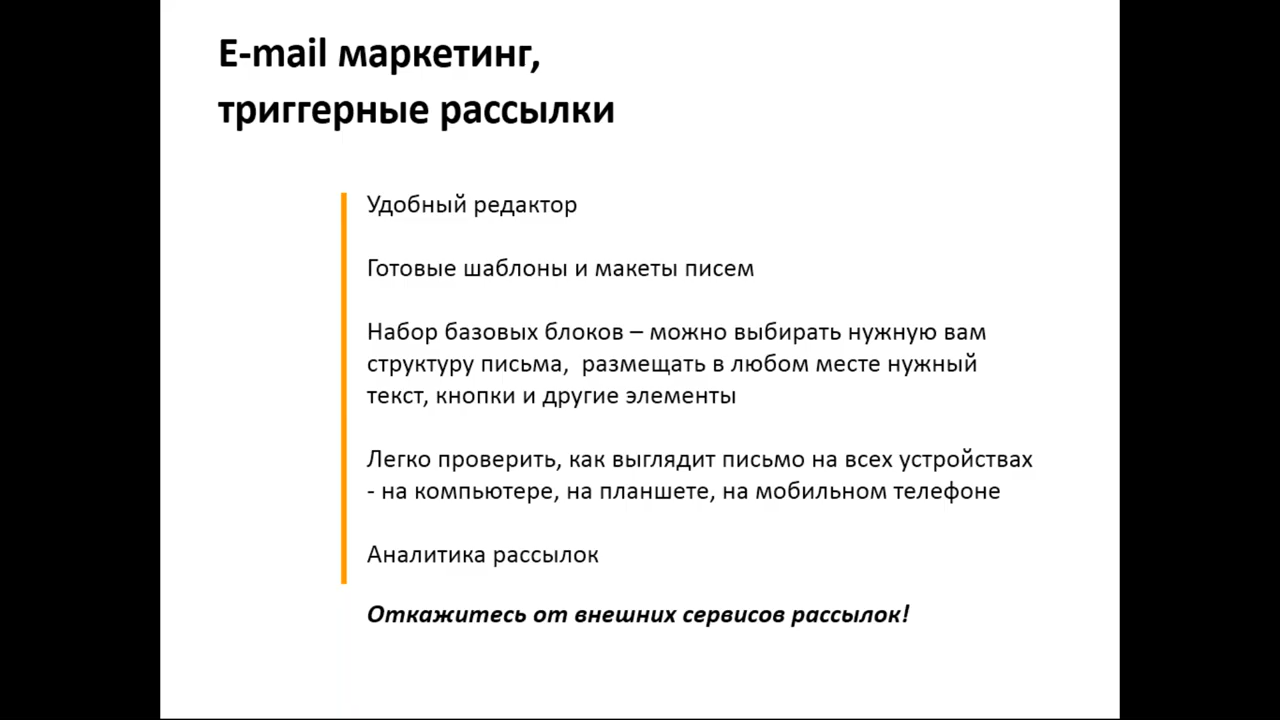 E-mail маркетинг,
триггерные рассылки
Удобный редактор
Готовые шаблоны и макеты писем
Набор базовых блоков – можно выбирать нужную вам
структуру письма,  размещать в любом месте нужный
текст, кнопки и другие элементы
Легко проверить, как выглядит письмо на всех устройствах
- на компьютере, на планшете, на мобильном телефоне
Аналитика рассылок
Откажитесь от внешних сервисов рассылок!